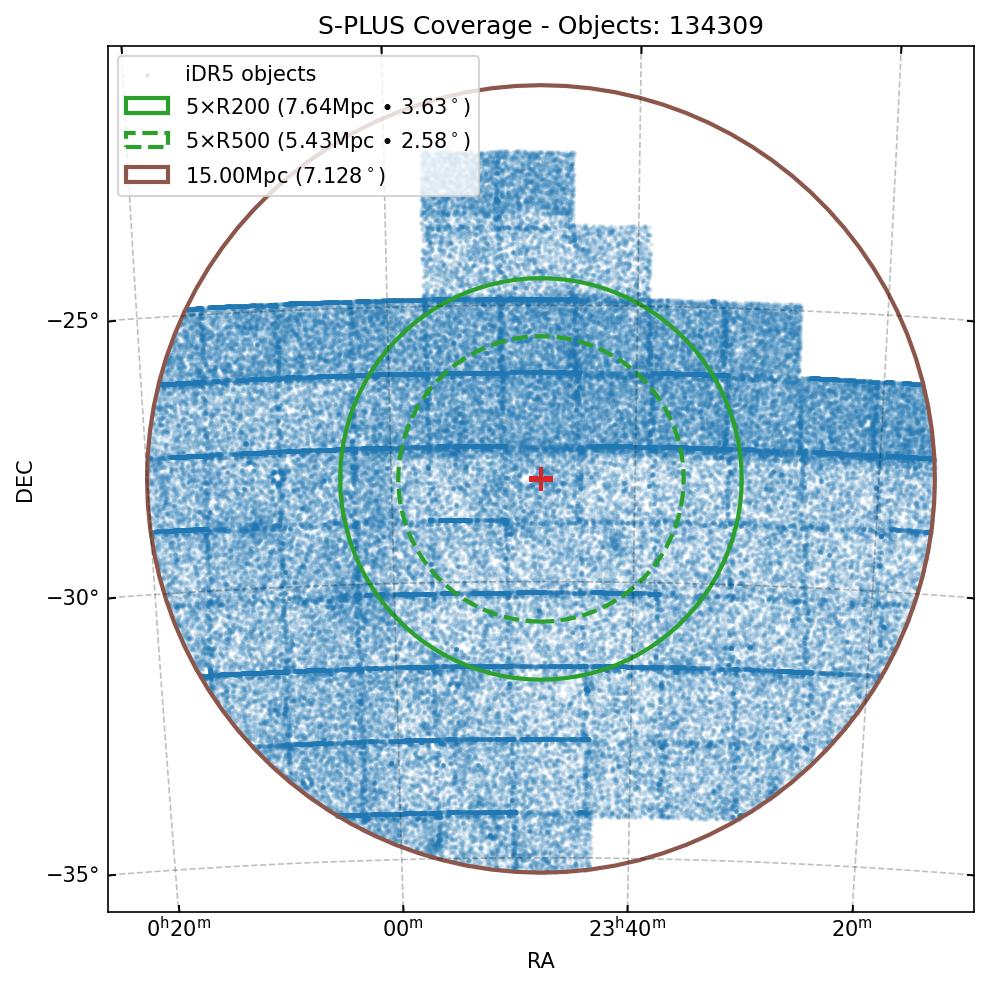 S-PLUS Coverage - Objects: 134309
iDR5 objects
5×R200 (7.64Mpc • 3.63°)
5×R500 (5.43Mpc • 2.58°)
15.00Mpc (7.128°)
DEC
−25°
−30°
−35°
0h20m 00m 23h40m 20m
RA